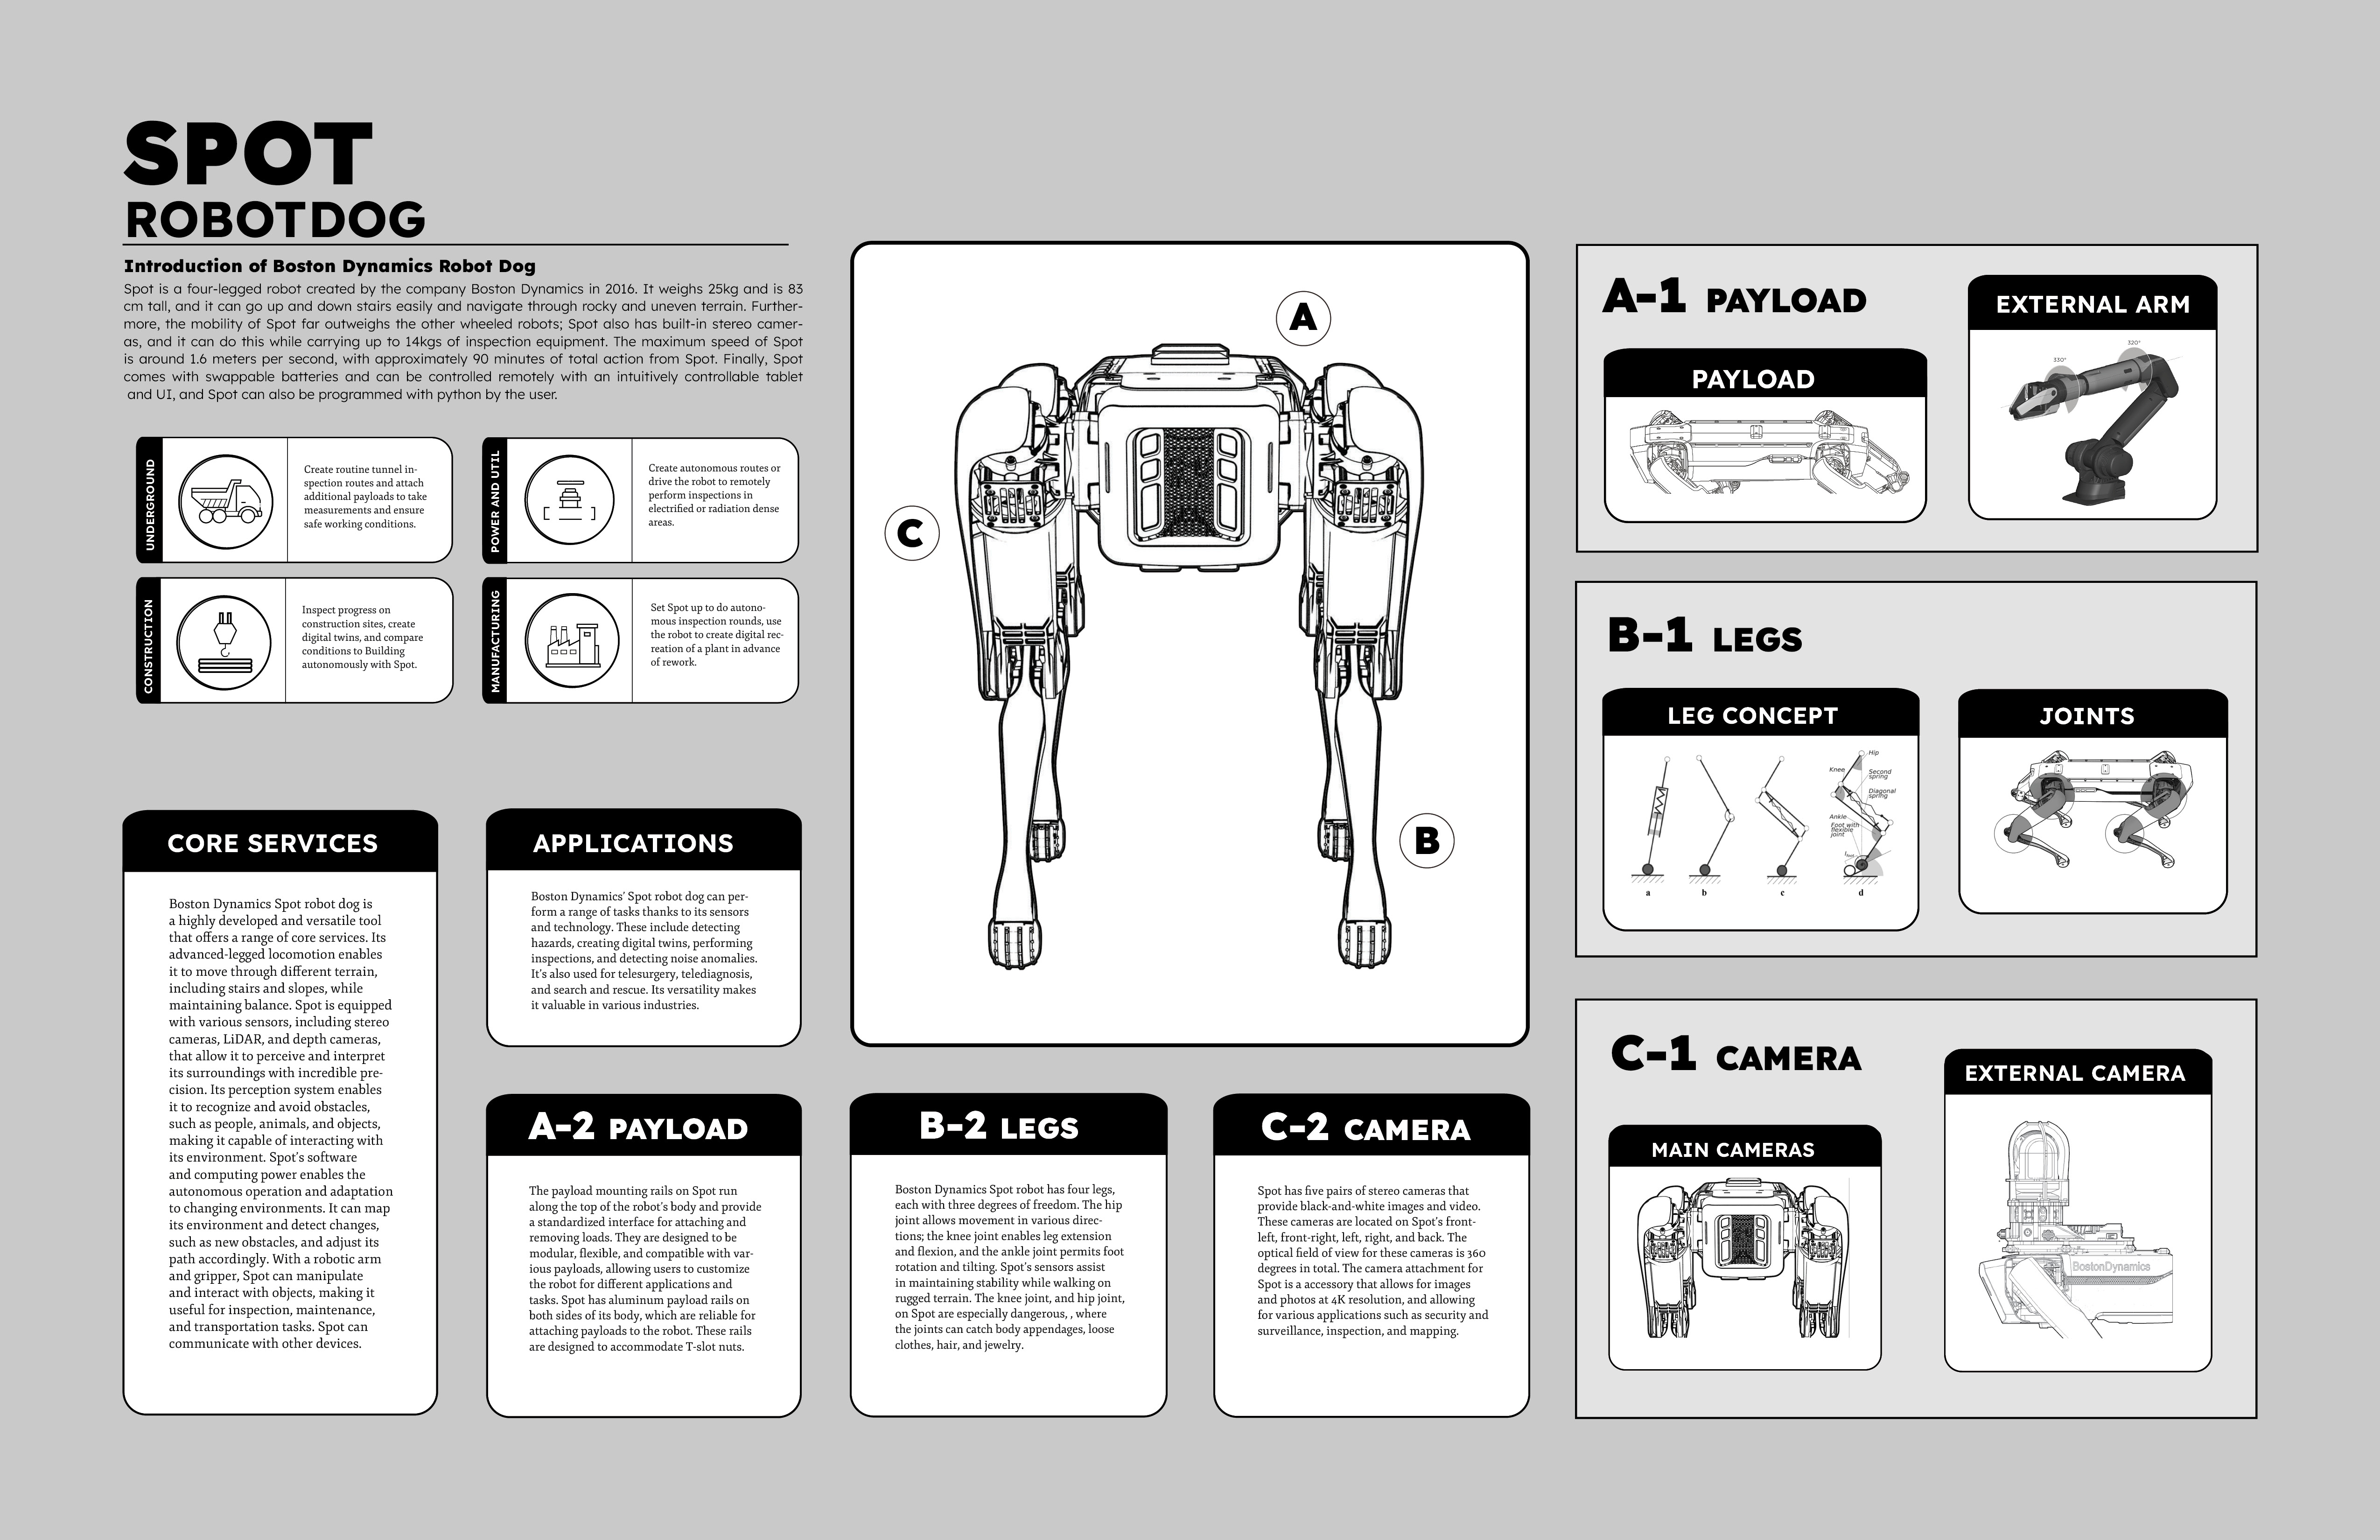 SPOT
ROBOTDOG
Introduction of Boston Dynamics Robot Dog
Spot is a four-legged robot created by the company Boston Dynamics in 2016. It weighs 25kg and is 83
cm tall, and it can go up and down stairs easily and navigate through rocky and uneven terrain. Further-
more, the mobility of Spot far outweighs the other wheeled robots; Spot also has built-in stereo camer-
as, and it can do this while carrying up to 14kgs of inspection equipment. The maximum speed of Spot
is around 1.6 meters per second, with approximately 90 minutes of total action from Spot. Finally, Spot
comes with swappable batteries and can be controlled remotely with an intuitively controllable tablet
and UI, and Spot can also be programmed with python by the user.
UNDERGROUND
Create routine tunnel in-
spection routes and attach
additional payloads to take
measurements and ensure
safe working conditions.
POWER AND UTIL
Create autonomous routes or
drive the robot to remotely
perform inspections in
electrified or radiation dense
areas.
CONSTRUCTION
Inspect progress on
construction sites, create
digital twins, and compare
conditions to Building
autonomously with Spot.
MANUFACTURING
Set Spot up to do autono-
mous inspection rounds, use
the robot to create digital rec-
reation of a plant in advance
of rework.
CORE SERVICES
Boston Dynamics Spot robot dog is
a highly developed and versatile tool
that offers a range of core services. Its
advanced-legged locomotion enables
it to move through different terrain,
including stairs and slopes, while
maintaining balance. Spot is equipped
with various sensors, including stereo
cameras, LiDAR, and depth cameras,
that allow it to perceive and interpret
its surroundings with incredible pre-
cision. Its perception system enables
it to recognize and avoid obstacles,
such as people, animals, and objects,
making it capable of interacting with
its environment. Spot's software
and computing power enables the
autonomous operation and adaptation
to changing environments. It can map
its environment and detect changes,
such as new obstacles, and adjust its
path accordingly. With a robotic arm
and gripper, Spot can manipulate
and interact with objects, making it
useful for inspection, maintenance,
and transportation tasks. Spot can
communicate with other devices.
APPLICATIONS
Boston Dynamics' Spot robot dog can per-
form a range of tasks thanks to its sensors
and technology. These include detecting
hazards, creating digital twins, performing
inspections, and detecting noise anomalies.
It's also used for telesurgery, telediagnosis,
and search and rescue. Its versatility makes
it valuable in various industries.
A-2 PAYLOAD
The payload mounting rails on Spot run
along the top of the robot's body and provide
a standardized interface for attaching and
removing loads. They are designed to be
modular, flexible, and compatible with var-
ious payloads, allowing users to customize
the robot for different applications and
tasks. Spot has aluminum payload rails on
both sides of its body, which are reliable for
attaching payloads to the robot. These rails
are designed to accommodate T-slot nuts.
A
C
B
B-2 LEGS
Boston Dynamics Spot robot has four legs,
each with three degrees of freedom. The hip
joint allows movement in various direc-
tions; the knee joint enables leg extension
and flexion, and the ankle joint permits foot
rotation and tilting. Spot's sensors assist
in maintaining stability while walking on
rugged terrain. The knee joint, and hip joint,
on Spot are especially dangerous, , where
the joints can catch body appendages, loose
clothes, hair, and jewelry.
C-2 CAMERA
Spot has five pairs of stereo cameras that
provide black-and-white images and video.
These cameras are located on Spot's front-
left, front-right, left, right, and back. The
optical field of view for these cameras is 360
degrees in total. The camera attachment for
Spot is a accessory that allows for images
and photos at 4K resolution, and allowing
for various applications such as security and
surveillance, inspection, and mapping.
A-1 PAYLOAD
PAYLOAD
EXTERNAL ARM
330°
320°
B-1 LEGS
LEG CONCEPT
Hip
Knee
Second
spring
Diagonal
spring
Ankle
Foot with
flexible
joint
a
b
c
d
JOINTS
C-1 CAMERA
MAIN CAMERAS
EXTERNAL CAMERA
BostonDynamics